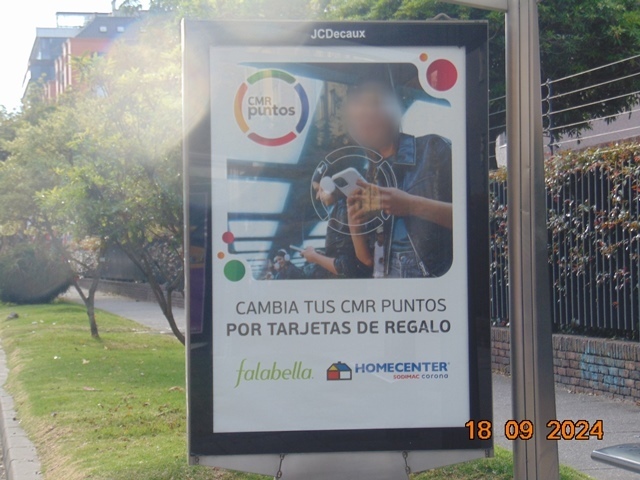 JCDecaux
CMR
puntos
CAMBIA TUS CMR PUNTOS
POR TARJETAS DE REGALO
falabella.
HOMECENTER
SODIMAC corona
18 09 2024